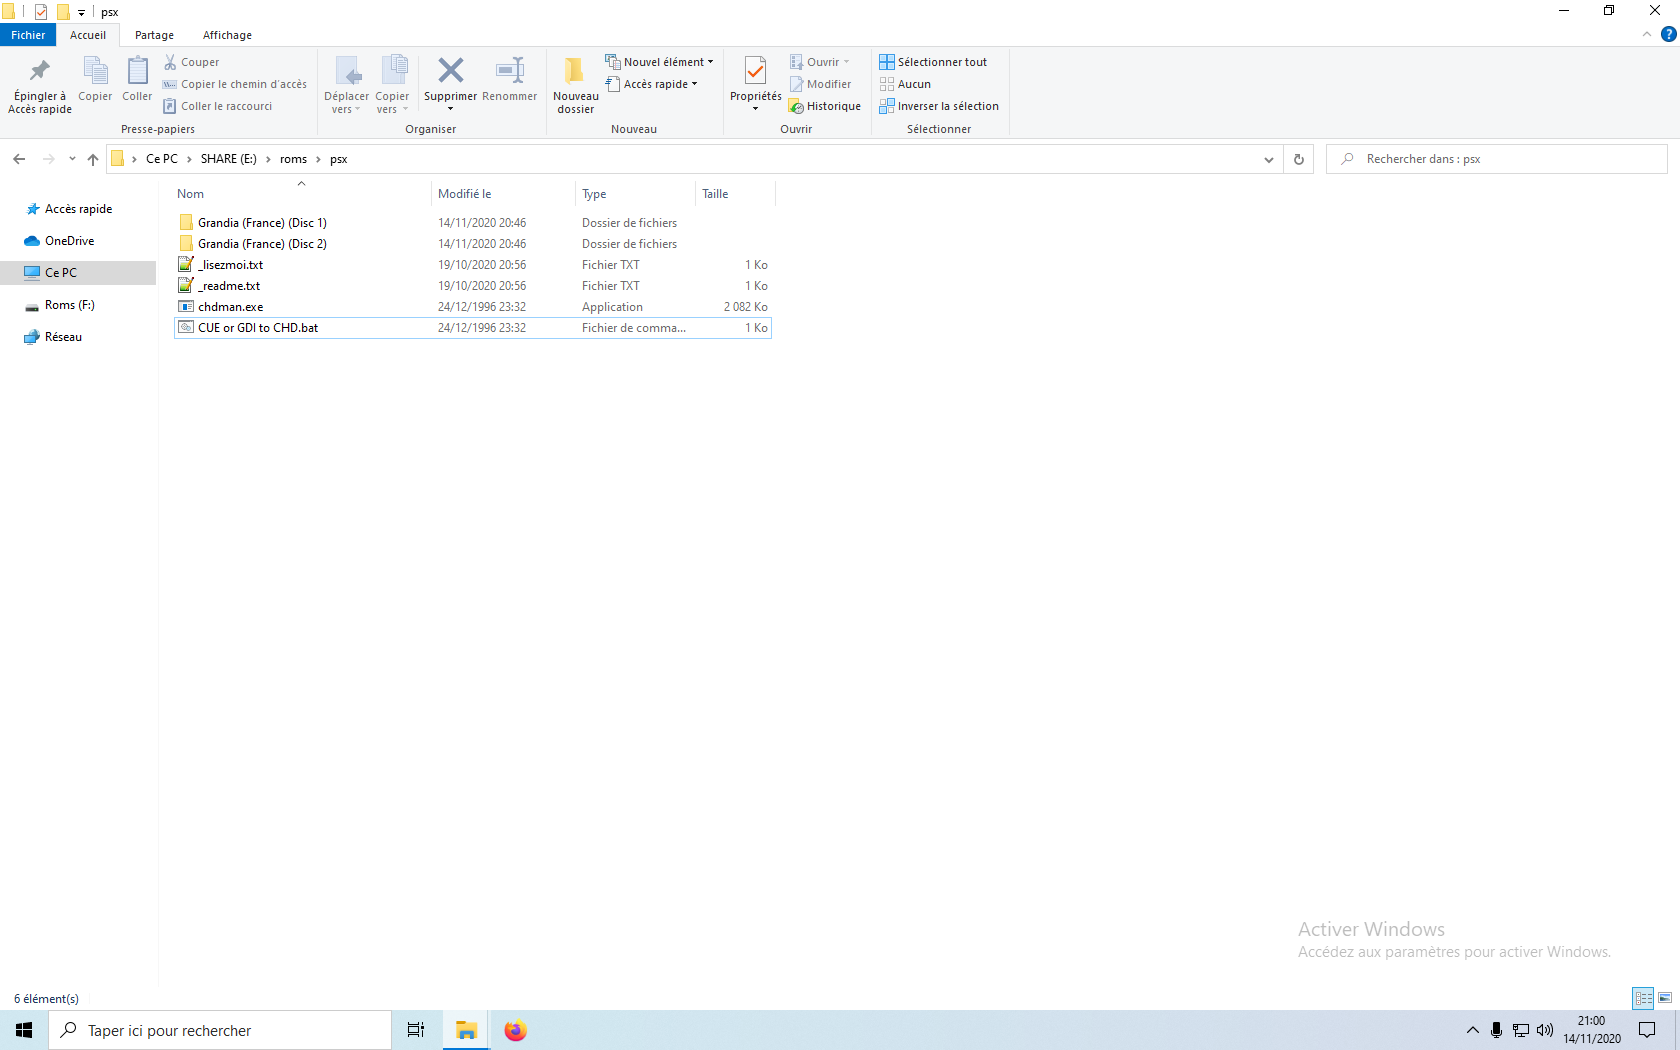 psx
Fichier Accueil Partage Affichage
Épingler à Accès rapide
Copier
Coller
Couper
Copier le chemin d'accès
Coller le raccourci
Presse-papiers
Déplacer vers
Copier vers
Supprimer
Renommer
Organiser
Nouveau dossier
Nouvel élément
Accès rapide
Nouveau
Propriétés
Ouvrir
Modifier
Historique
Ouvrir
Sélectionner tout
Aucun
Inverser la sélection
Sélectionner
Ce PC › SHARE (E:) › roms › psx
Rechercher dans : psx
Accès rapide
OneDrive
Ce PC
Roms (F:)
Réseau
Nom Modifié le Type Taille
Grandia (France) (Disc 1) 14/11/2020 20:46 Dossier de fichiers
Grandia (France) (Disc 2) 14/11/2020 20:46 Dossier de fichiers
_lisezmoi.txt 19/10/2020 20:56 Fichier TXT 1 Ko
_readme.txt 19/10/2020 20:56 Fichier TXT 1 Ko
chdman.exe 24/12/1996 23:32 Application 2 082 Ko
CUE or GDI to CHD.bat 24/12/1996 23:32 Fichier de comma... 1 Ko
Activer Windows
Accédez aux paramètres pour activer Windows.
6 élément(s)
Taper ici pour rechercher
21:00
14/11/2020